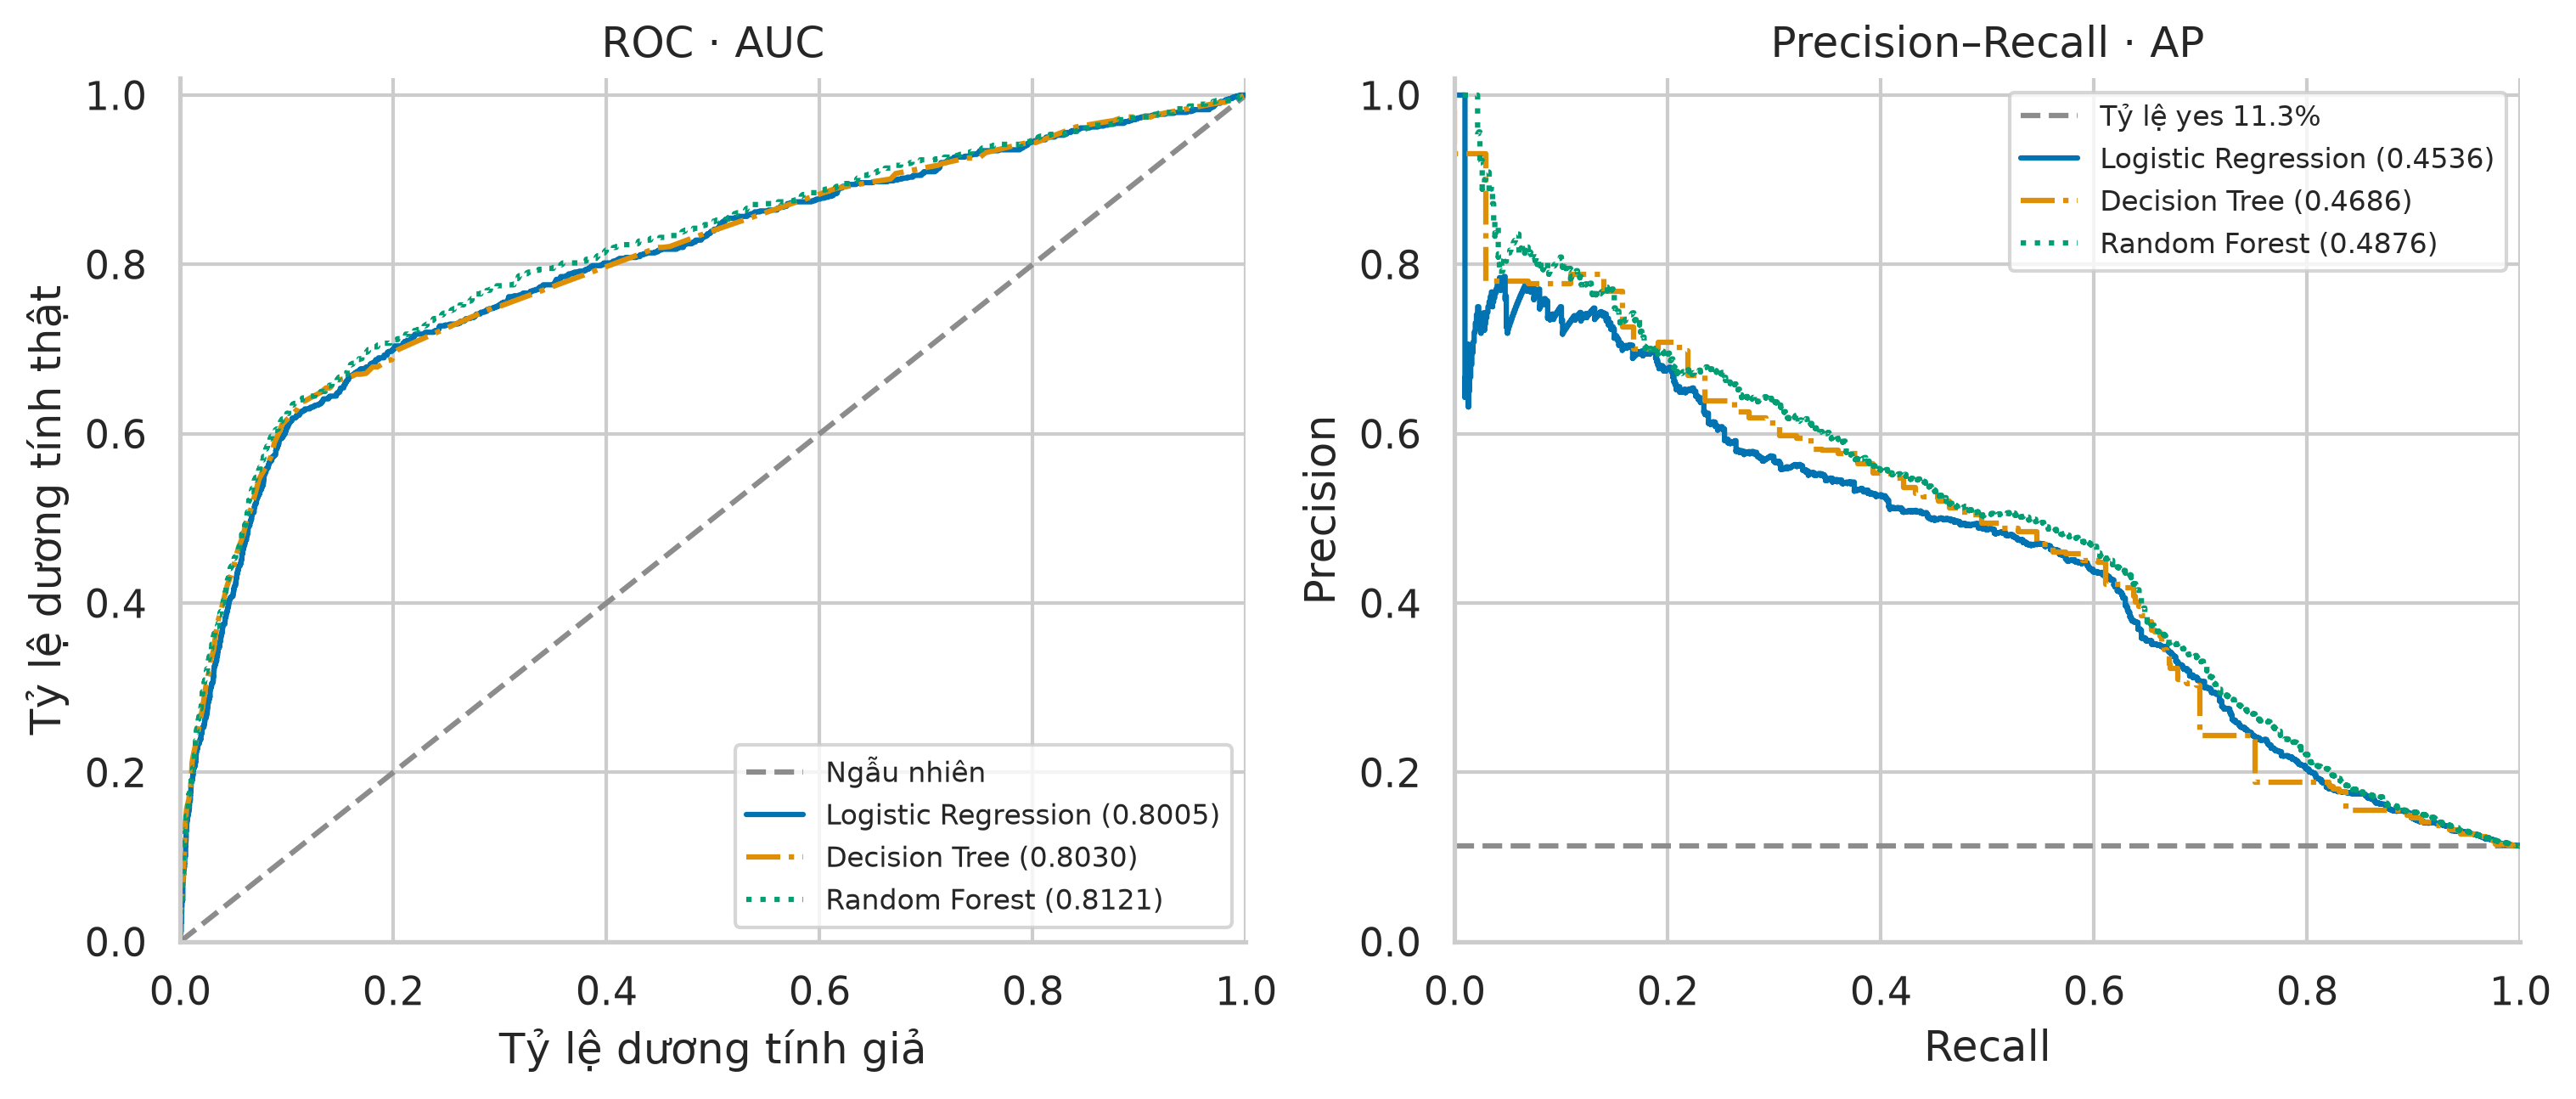 ROC · AUC
1.0
0.8
0.6
0.4
0.2
0.0
Tỷ lệ dương tính thật
0.0 0.2 0.4 0.6 0.8 1.0
Tỷ lệ dương tính giả
Ngẫu nhiên
Logistic Regression (0.8005)
Decision Tree (0.8030)
Random Forest (0.8121)
Precision–Recall · AP
1.0
0.8
0.6
0.4
0.2
0.0
Precision
0.0 0.2 0.4 0.6 0.8 1.0
Recall
Tỷ lệ yes 11.3%
Logistic Regression (0.4536)
Decision Tree (0.4686)
Random Forest (0.4876)